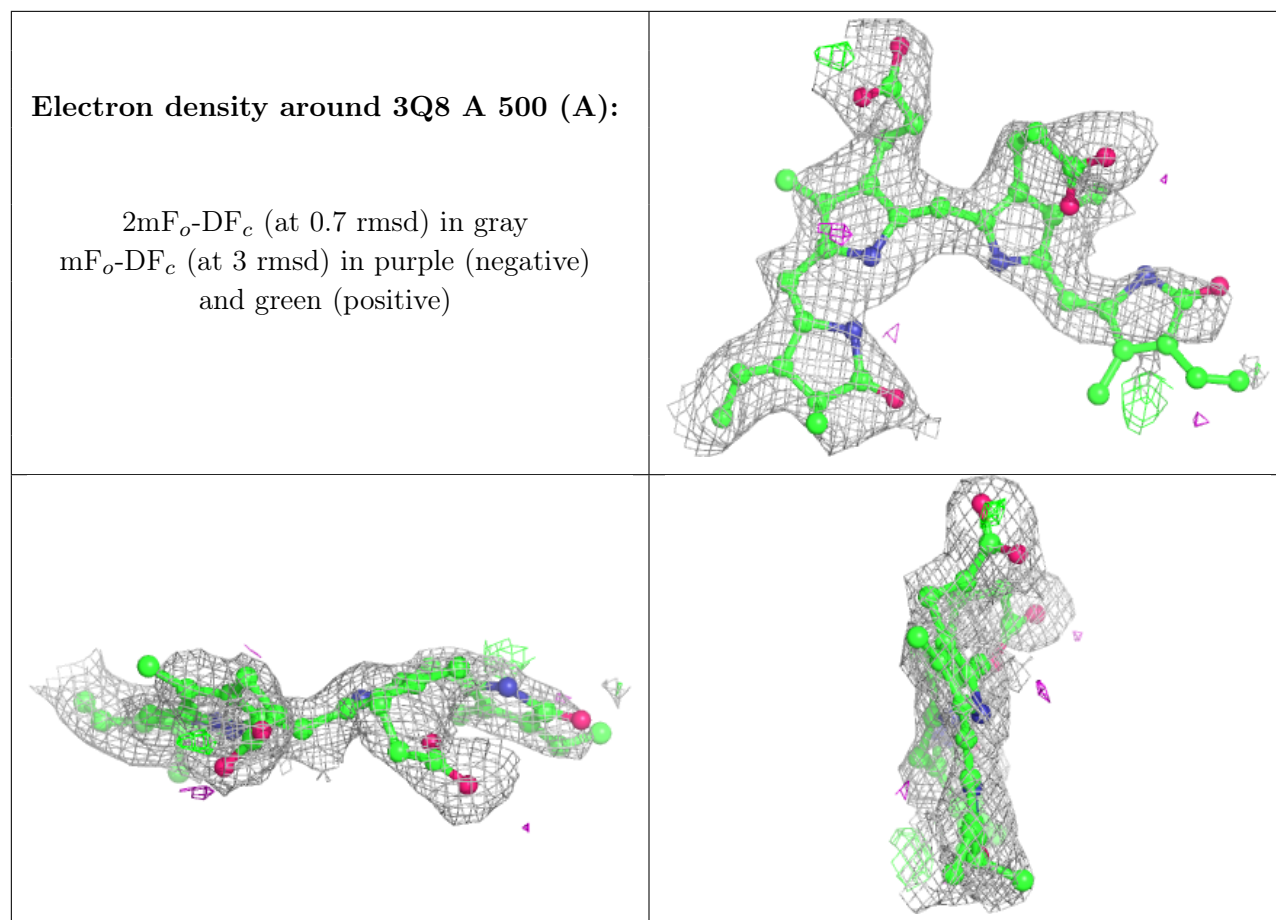 Electron density around 3Q8 A 500 (A):
2mFo-DFc (at 0.7 rmsd) in gray
mFo-DFc (at 3 rmsd) in purple (negative)
and green (positive)